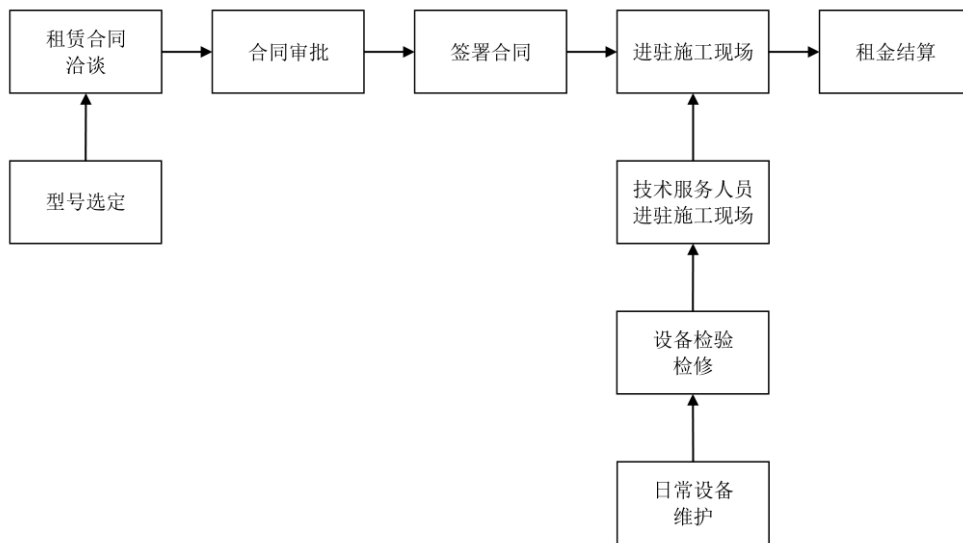 租赁合同
洽谈
合同审批
签署合同
进驻施工现场
租金结算
型号选定
技术服务人员
进驻施工现场
设备检验
检修
日常设备
维护